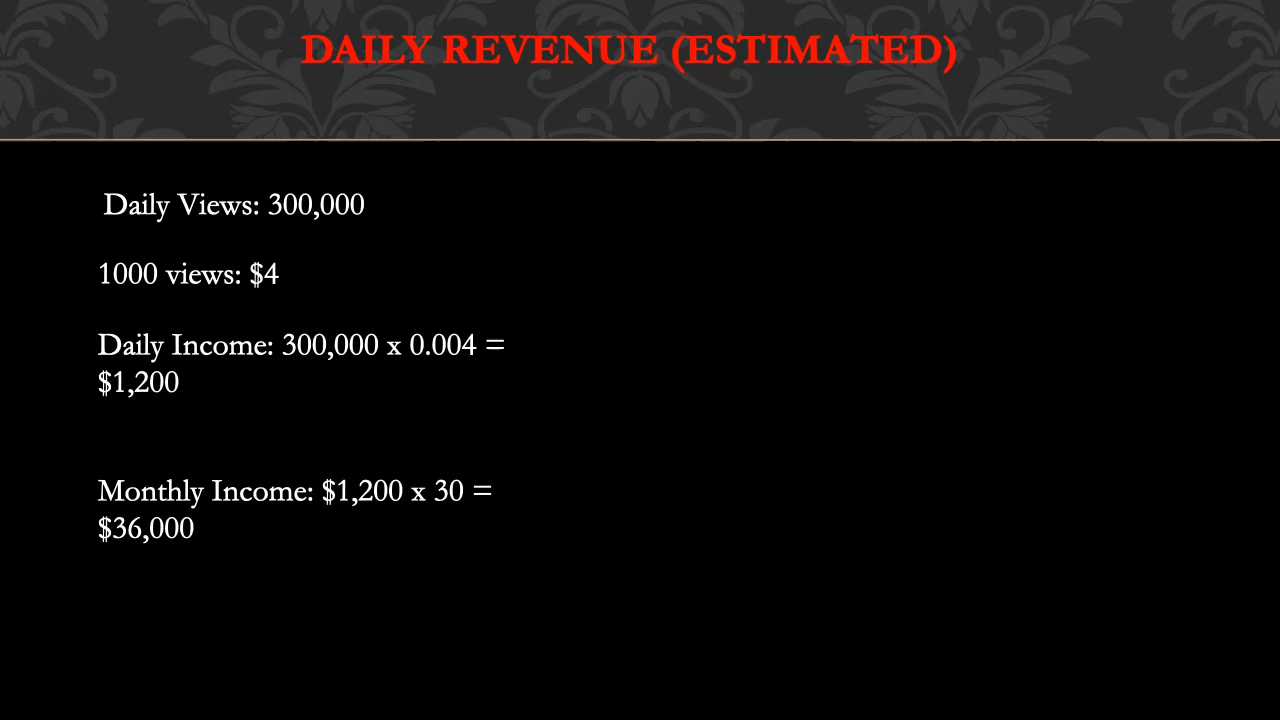 DAILY REVENUE (ESTIMATED)
Daily Views: 300,000
1000 views: $4
Daily Income: 300,000 x 0.004 =
$1,200
Monthly Income: $1,200 x 30 =
$36,000